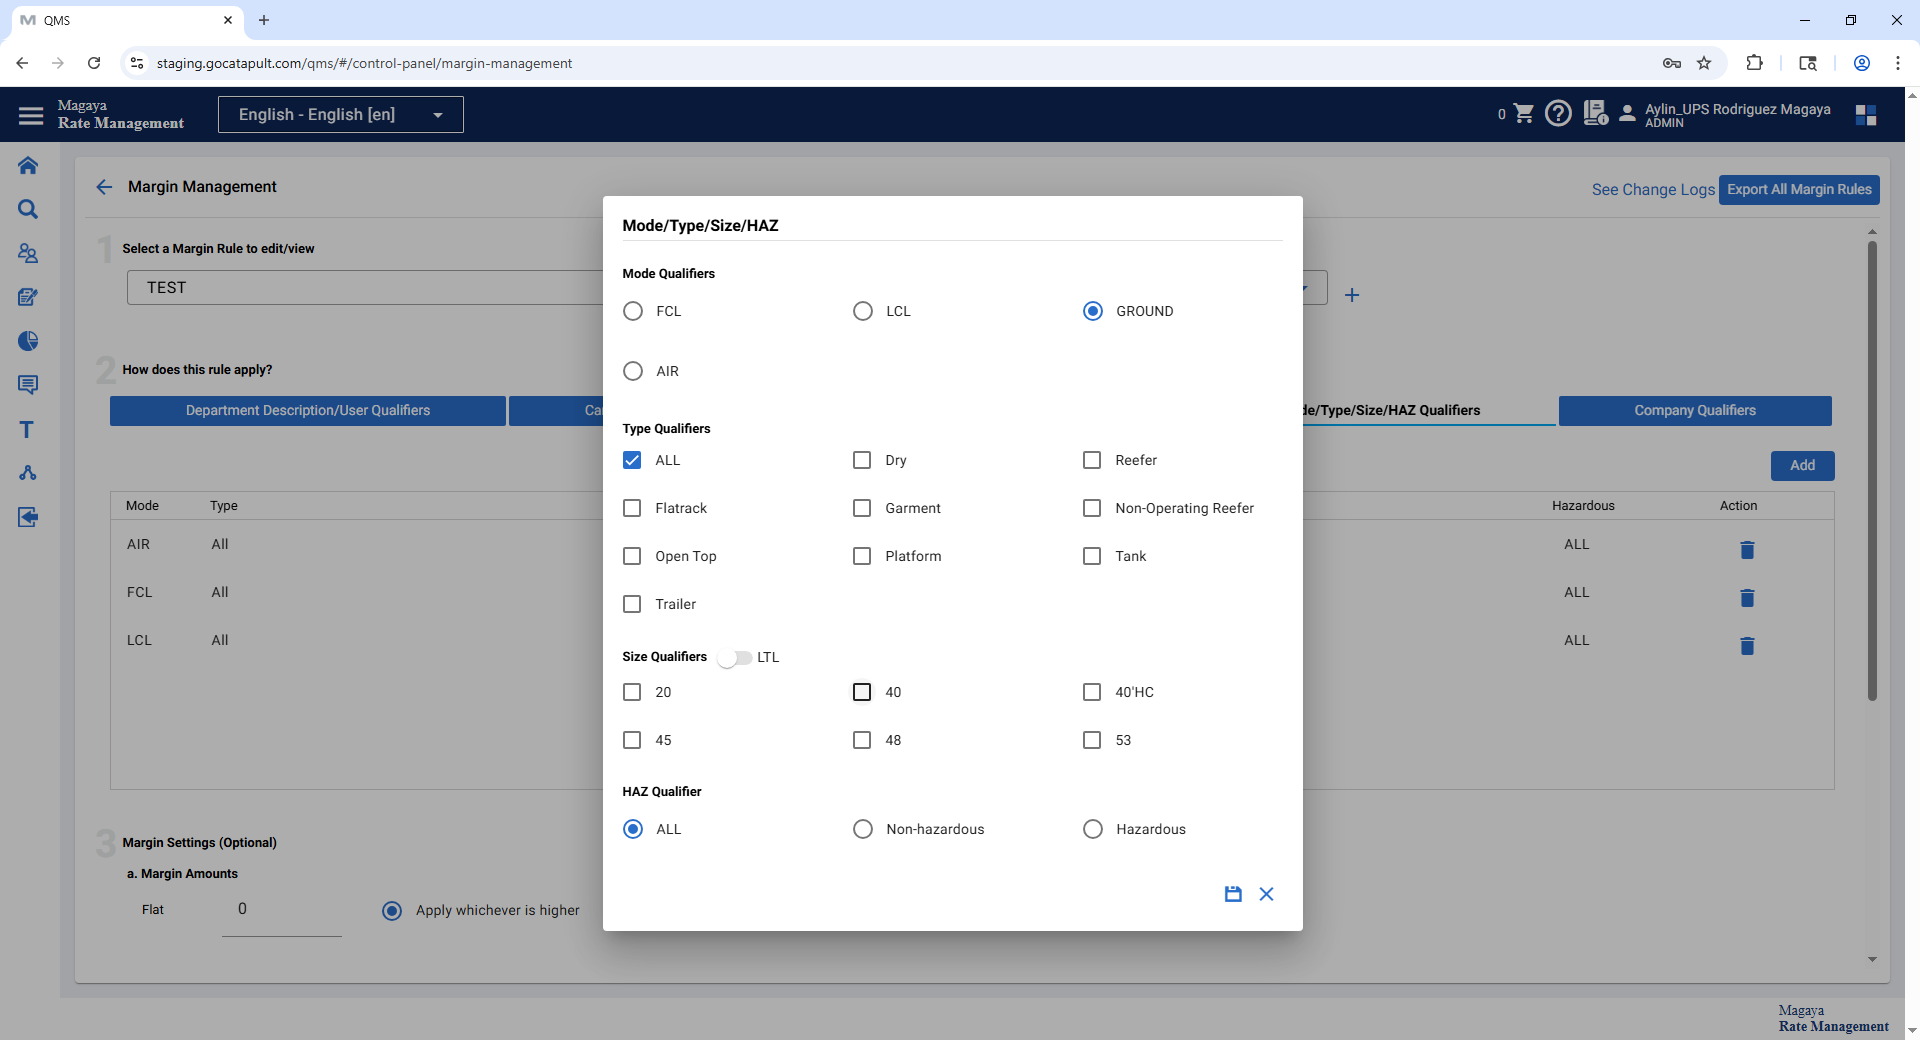 QMS
staging.gocatapult.com/qms/#/control-panel/margin-management
Magaya
Rate Management
English - English [en]
0
Aylin_UPS Rodriguez Magaya
ADMIN
Margin Management
See Change Logs
Export All Margin Rules
1
Select a Margin Rule to edit/view
TEST
2
How does this rule apply?
Department Description/User Qualifiers
Ca
de/Type/Size/HAZ Qualifiers
Company Qualifiers
Add
Mode
Type
Hazardous
Action
AIR
All
ALL
FCL
All
ALL
LCL
All
ALL
3
Margin Settings (Optional)
a. Margin Amounts
Flat
0
Apply whichever is higher
Mode/Type/Size/HAZ
Mode Qualifiers
FCL
LCL
GROUND
AIR
Type Qualifiers
ALL
Dry
Reefer
Flatrack
Garment
Non-Operating Reefer
Open Top
Platform
Tank
Trailer
Size Qualifiers
LTL
20
40
40'HC
45
48
53
HAZ Qualifier
ALL
Non-hazardous
Hazardous
Magaya
Rate Management